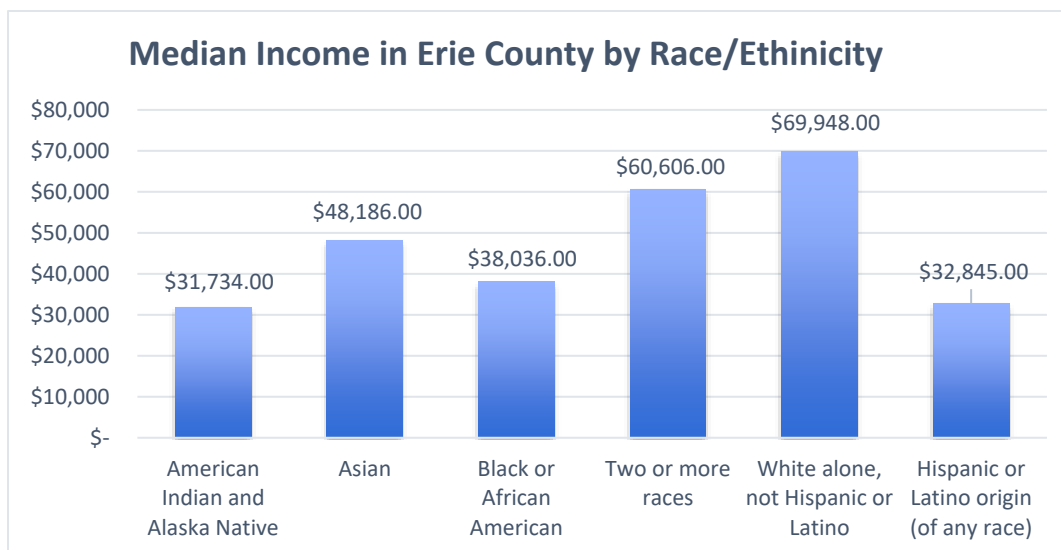 Median Income in Erie County by Race/Ethinicity
$80,000
$70,000
$60,000
$50,000
$40,000
$30,000
$20,000
$10,000
$-
$31,734.00
$48,186.00
$38,036.00
$60,606.00
$69,948.00
$32,845.00
American
Indian and
Alaska Native
Asian
Black or
African
American
Two or more
races
White alone,
not Hispanic or
Latino
Hispanic or
Latino origin
(of any race)